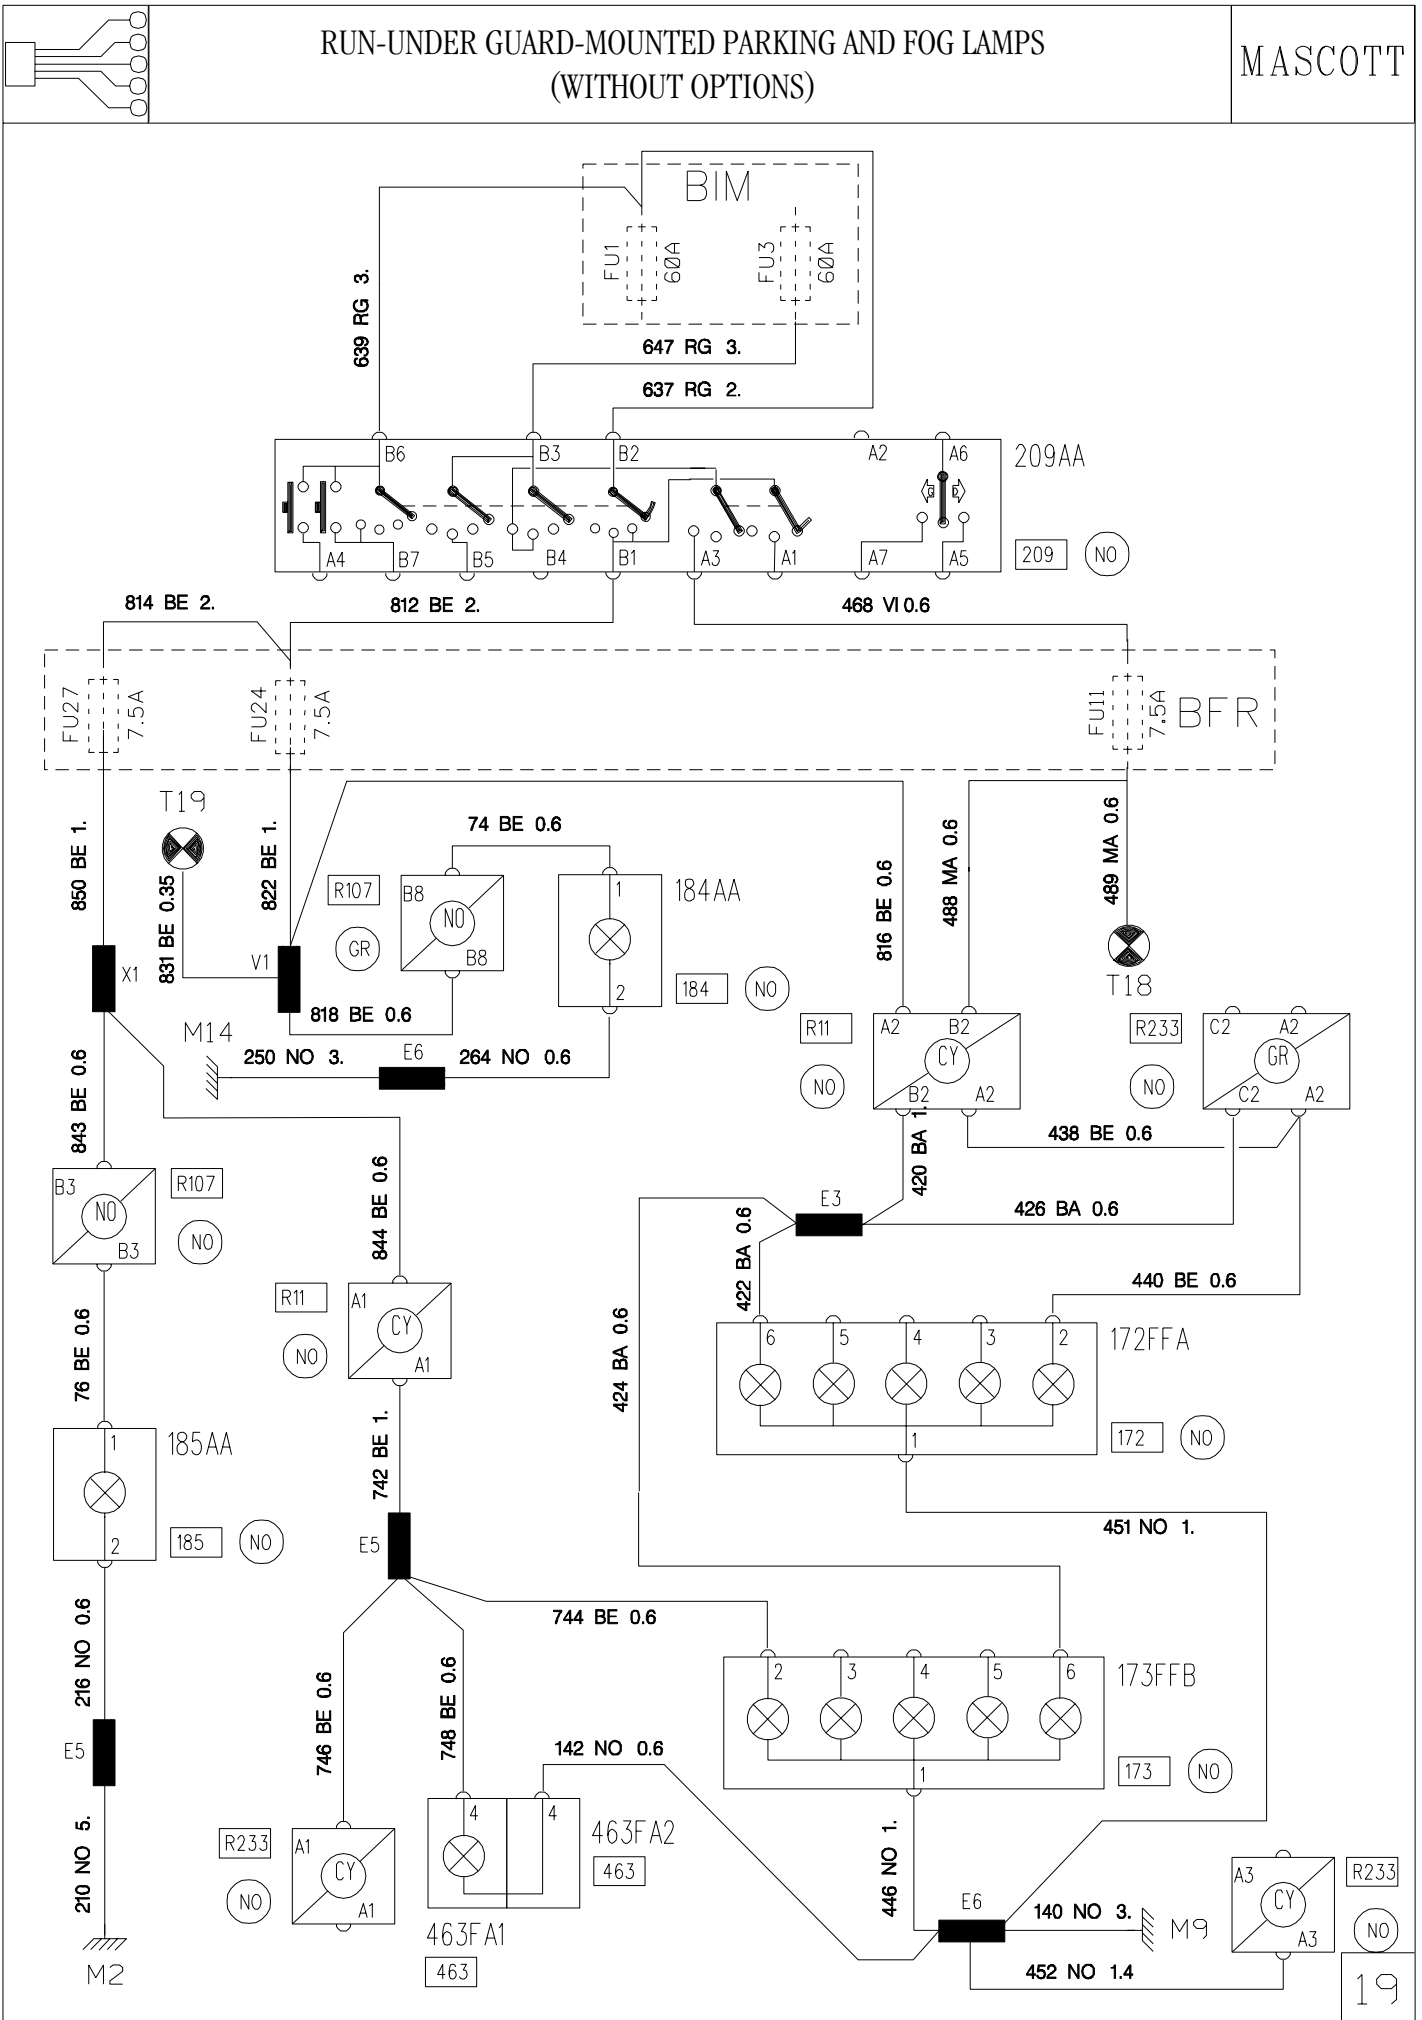 RUN-UNDER GUARD-MOUNTED PARKING AND FOG LAMPS
(WITHOUT OPTIONS)
MASCOTT
BIM
FU1
60A
FU3
60A
639 RG 3.
647 RG 3.
637 RG 2.
B6
B3
B2
A2
A6
209AA
G
D
A4
B7
B5
B4
B1
A3
A1
A7
A5
209
NO
814 BE 2.
812 BE 2.
468 VI 0.6
FU27
7.5A
FU24
7.5A
FU11
7.5A
BFR
T19
850 BE 1.
831 BE 0.35
822 BE 1.
74 BE 0.6
816 BE 0.6
488 MA 0.6
489 MA 0.6
R107
GR
B8
NO
B8
1
184AA
2
184
NO
X1
V1
818 BE 0.6
T18
M14
250 NO 3.
E6
264 NO 0.6
R11
NO
A2
B2
CY
B2
A2
R233
NO
C2
A2
GR
C2
A2
843 BE 0.6
844 BE 0.6
420 BA 1.
438 BE 0.6
B3
NO
B3
R107
NO
E3
426 BA 0.6
422 BA 0.6
440 BE 0.6
R11
NO
A1
CY
A1
76 BE 0.6
424 BA 0.6
6
5
4
3
2
172FFA
1
172
NO
742 BE 1.
1
185AA
2
185
NO
E5
451 NO 1.
744 BE 0.6
216 NO 0.6
746 BE 0.6
748 BE 0.6
2
3
4
5
6
173FFB
1
173
NO
E5
142 NO 0.6
210 NO 5.
M2
R233
NO
A1
CY
A1
4
4
463FA2
463
463FA1
463
446 NO 1.
E6
140 NO 3.
M9
452 NO 1.4
A3
CY
A3
R233
NO
19